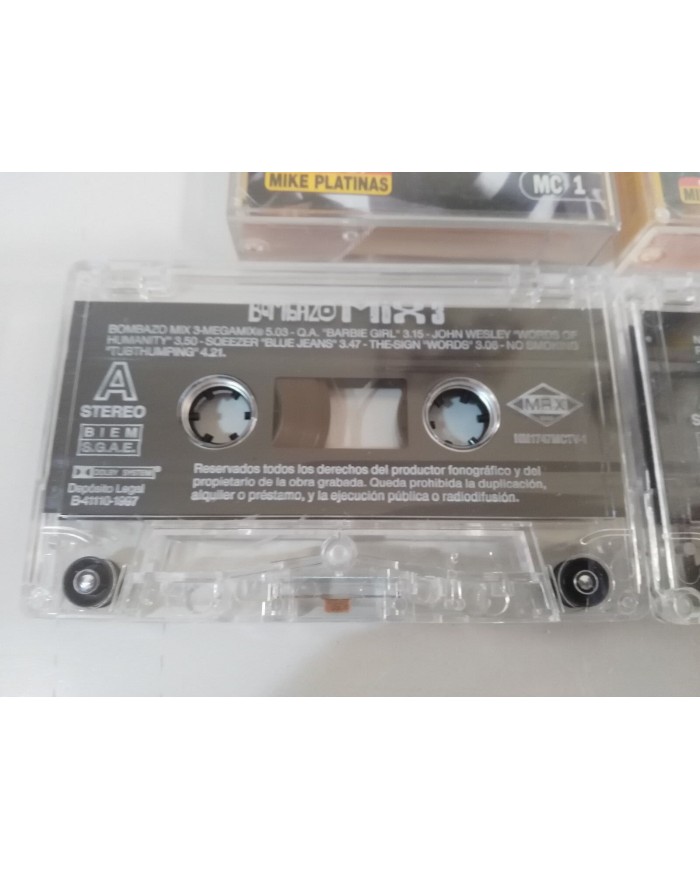 MIKE PLATINAS
MC 1
BOMBAZO MIX 3
BOMBAZO MIX 3-MEGAMIX® 5.03 - Q.A. "BARBIE GIRL" 3.15 - JOHN WESLEY "WORDS OF
HUMANITY" 3.50 - SQEEZER "BLUE JEANS" 3.47 - THE-SIGN "WORDS" 3.08 - NO SMOKING
"TUBTHUMPING" 4.21.
A
STEREO
BIEM
S.G.A.E.
DOLBY SYSTEM®
Depósito Legal
B-41110-1997
MAX
Reservados todos los derechos del productor fonográfico y del
propietario de la obra grabada. Queda prohibida la duplicación,
alquiler o préstamo, y la ejecución pública o radiodifusión.